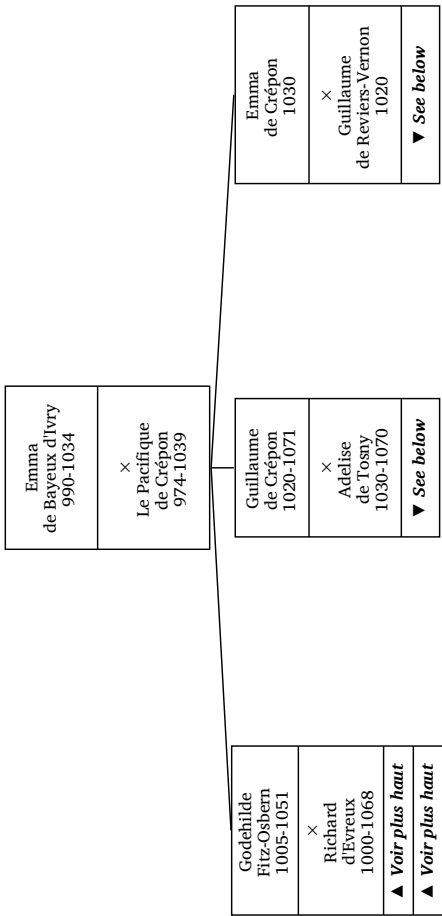 Emma
de Bayeux d'Ivry
990-1034
×
Le Pacifique
de Crépon
974-1039
Godehilde
Fitz-Osbern
1005-1051
×
Richard
d'Evreux
1000-1068
▲ Voir plus haut
▲ Voir plus haut
Guillaume
de Crépon
1020-1071
×
Adelise
de Tosny
1030-1070
▼ See below
Emma
de Crépon
1030
×
Guillaume
de Reviers-Vernon
1020
▼ See below